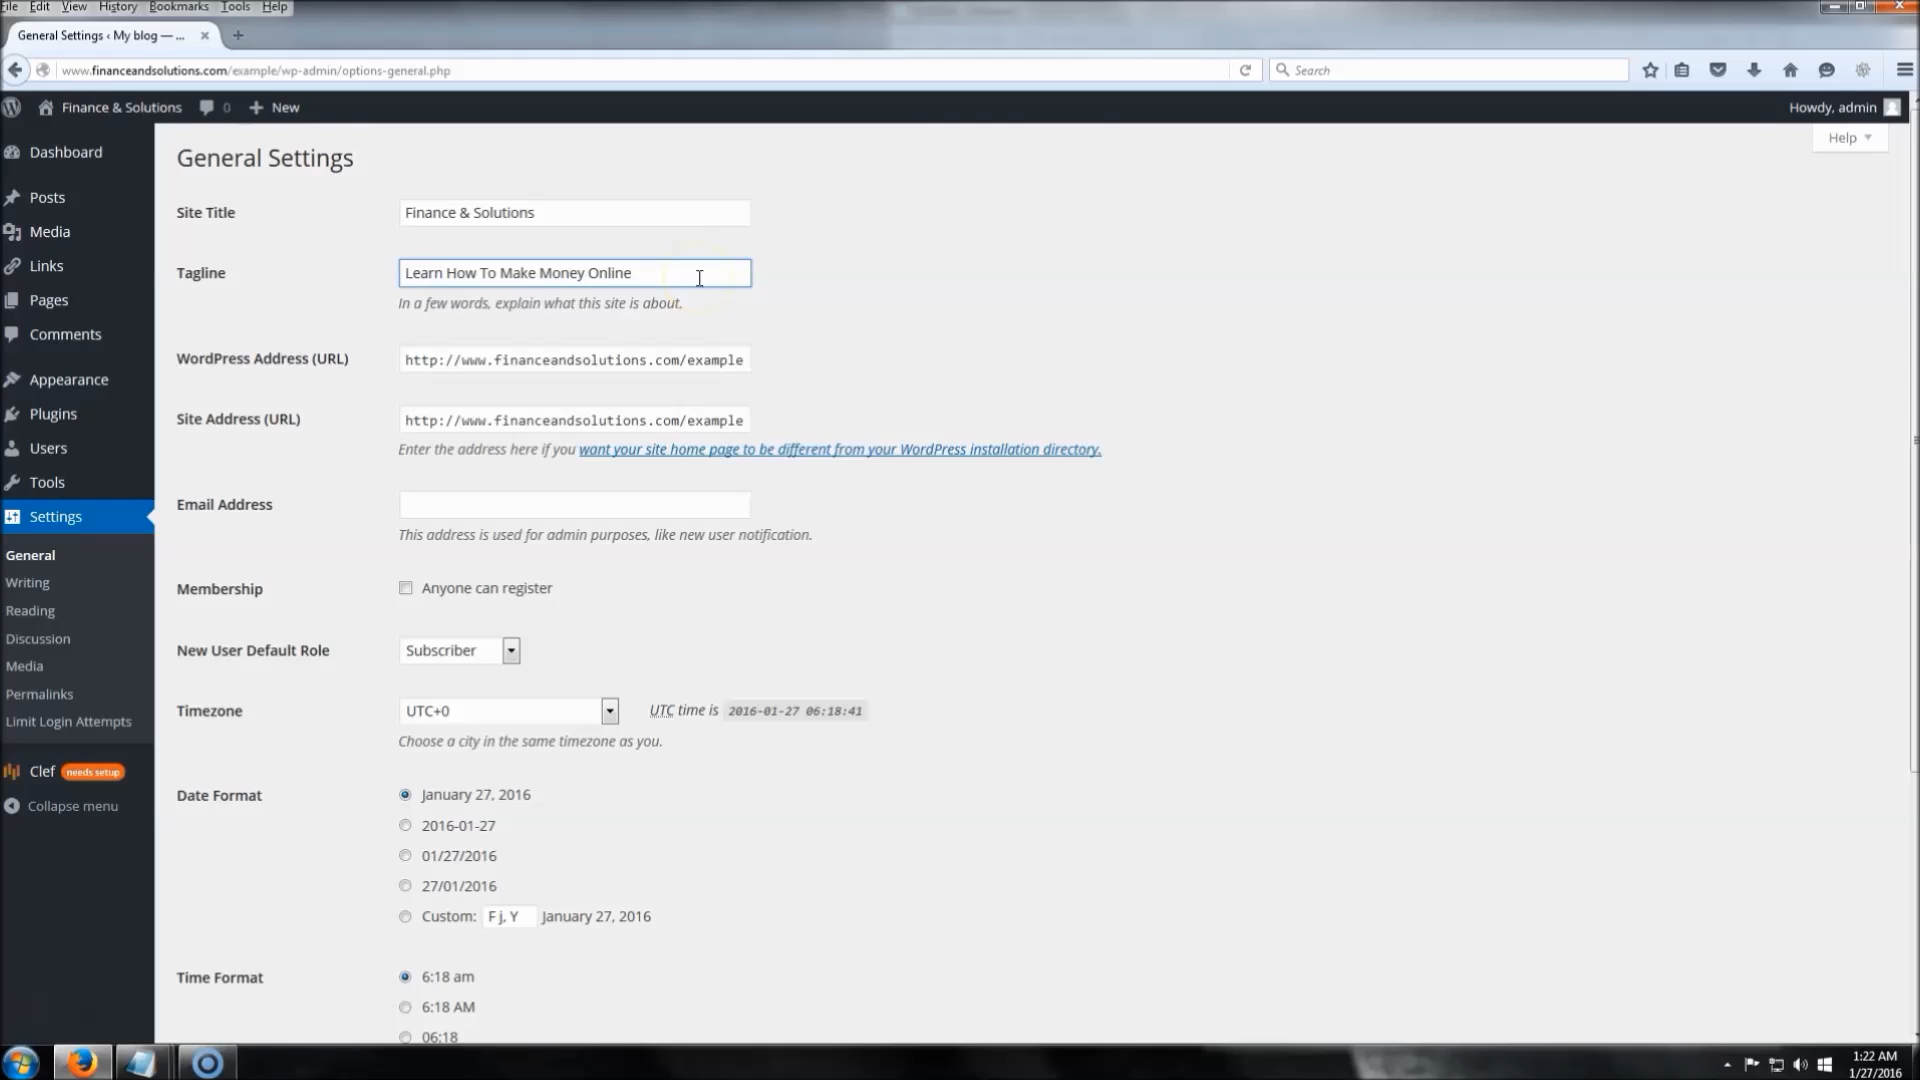 File Edit View History Bookmarks Tools Help
General Settings ‹ My blog — ...
www.financeandsolutions.com/example/wp-admin/options-general.php
Search
Finance & Solutions 0 New
Howdy, admin
Help
Dashboard
Posts
Media
Links
Pages
Comments
Appearance
Plugins
Users
Tools
Settings
General
Writing
Reading
Discussion
Media
Permalinks
Limit Login Attempts
Clef needs setup
Collapse menu
General Settings
Site Title Finance & Solutions
Tagline Learn How To Make Money Online
In a few words, explain what this site is about.
WordPress Address (URL) http://www.financeandsolutions.com/example
Site Address (URL) http://www.financeandsolutions.com/example
Enter the address here if you want your site home page to be different from your WordPress installation directory.
Email Address
This address is used for admin purposes, like new user notification.
Membership Anyone can register
New User Default Role Subscriber
Timezone UTC+0 UTC time is 2016-01-27 06:18:41
Choose a city in the same timezone as you.
Date Format January 27, 2016
2016-01-27
01/27/2016
27/01/2016
Custom: F j, Y January 27, 2016
Time Format 6:18 am
6:18 AM
06:18
1:22 AM
1/27/2016